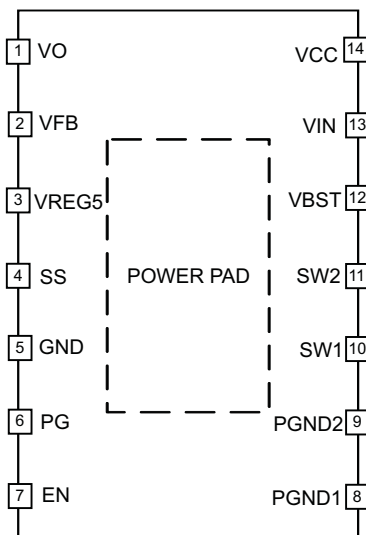 1 VO
VCC 14
2 VFB
VIN 13
3 VREG5
VBST 12
4 SS
POWER PAD
SW2 11
5 GND
SW1 10
6 PG
PGND2 9
7 EN
PGND1 8